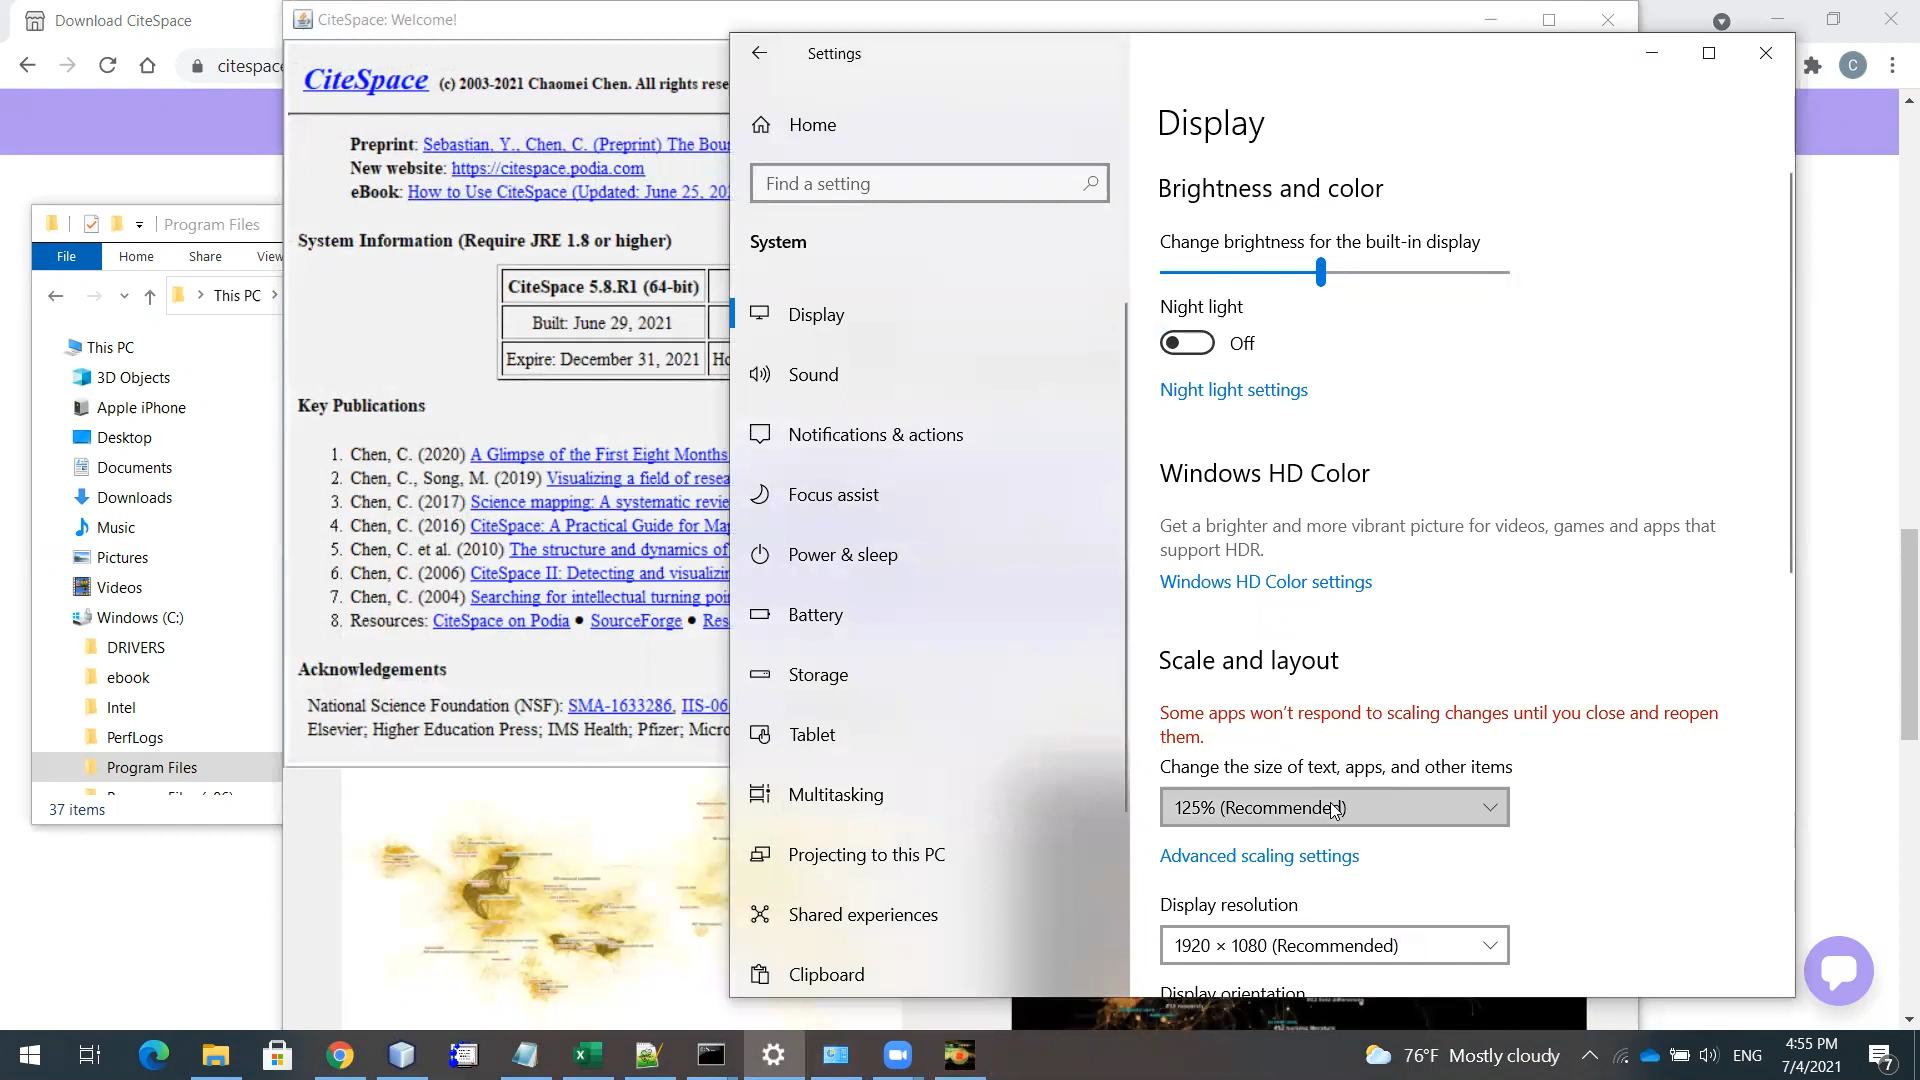 Download CiteSpace
citespace
C
CiteSpace: Welcome!
CiteSpace (c) 2003-2021 Chaomei Chen. All rights rese
Preprint: Sebastian, Y., Chen, C. (Preprint) The Bou
New website: https://citespace.podia.com
eBook: How to Use CiteSpace (Updated: June 25, 20
System Information (Require JRE 1.8 or higher)
CiteSpace 5.8.R1 (64-bit)
Built: June 29, 2021
Expire: December 31, 2021 Ho
Key Publications
1. Chen, C. (2020) A Glimpse of the First Eight Months
2. Chen, C., Song, M. (2019) Visualizing a field of resea
3. Chen, C. (2017) Science mapping: A systematic revie
4. Chen, C. (2016) CiteSpace: A Practical Guide for Ma
5. Chen, C. et al. (2010) The structure and dynamics of
6. Chen, C. (2006) CiteSpace II: Detecting and visualizin
7. Chen, C. (2004) Searching for intellectual turning poin
8. Resources: CiteSpace on Podia ● SourceForge ● Res
Acknowledgements
National Science Foundation (NSF): SMA-1633286, IIS-06
Elsevier; Higher Education Press; IMS Health; Pfizer; Micro
Program Files
File Home Share View
This PC
This PC
3D Objects
Apple iPhone
Desktop
Documents
Downloads
Music
Pictures
Videos
Windows (C:)
DRIVERS
ebook
Intel
PerfLogs
Program Files
37 items
Settings
Home
Find a setting
System
Display
Sound
Notifications & actions
Focus assist
Power & sleep
Battery
Storage
Tablet
Multitasking
Projecting to this PC
Shared experiences
Clipboard
Display
Brightness and color
Change brightness for the built-in display
Night light
Off
Night light settings
Windows HD Color
Get a brighter and more vibrant picture for videos, games and apps that
support HDR.
Windows HD Color settings
Scale and layout
Some apps won't respond to scaling changes until you close and reopen
them.
Change the size of text, apps, and other items
125% (Recommended)
Advanced scaling settings
Display resolution
1920 × 1080 (Recommended)
Display orientation
76°F Mostly cloudy
ENG
4:55 PM
7/4/2021
7